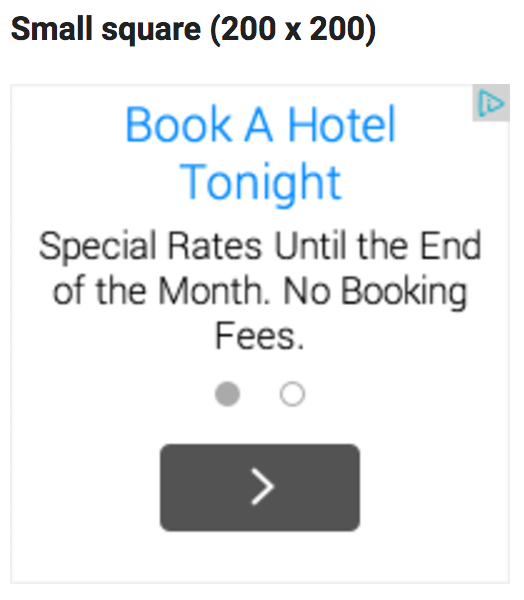 Small square (200 x 200)
Book A Hotel
Tonight
Special Rates Until the End
of the Month. No Booking
Fees.